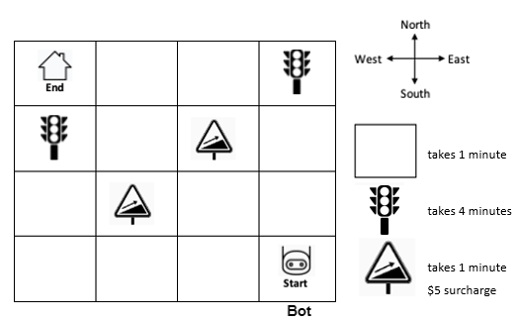 North
West
East
South
End
takes 1 minute
takes 4 minutes
takes 1 minute
$5 surcharge
Start
Bot